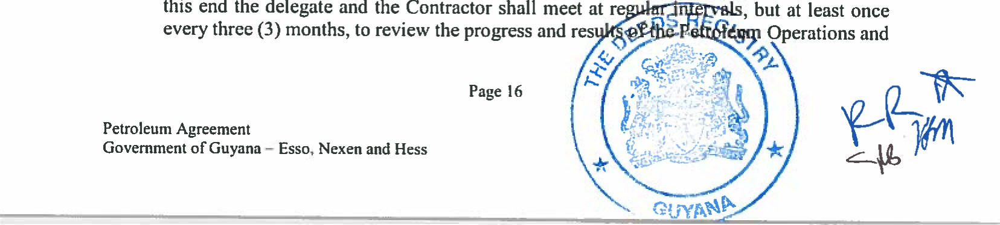 this end the delegate and the Contractor shall meet at regular intervals, but at least once
every three (3) months, to review the progress and results of the Petroleum Operations and
THE DEEDS REGISTRY
GUYANA
Page 16
RR
Petroleum Agreement
Government of Guyana – Esso, Nexen and Hess